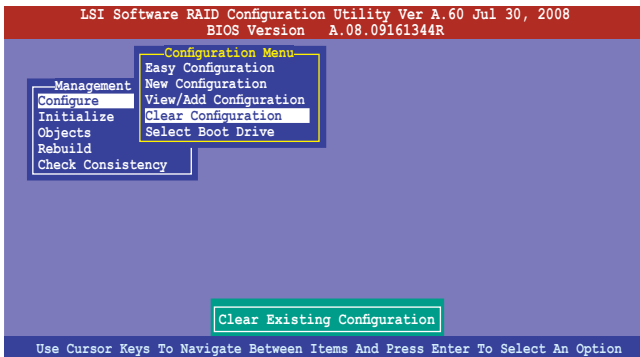 LSI Software RAID Configuration Utility Ver A.60 Jul 30, 2008
BIOS Version A.08.09161344R
Configuration Menu
Easy Configuration
New Configuration
View/Add Configuration
Clear Configuration
Select Boot Drive
Management
Configure
Initialize
Objects
Rebuild
Check Consistency
Clear Existing Configuration
Use Cursor Keys To Navigate Between Items And Press Enter To Select An Option